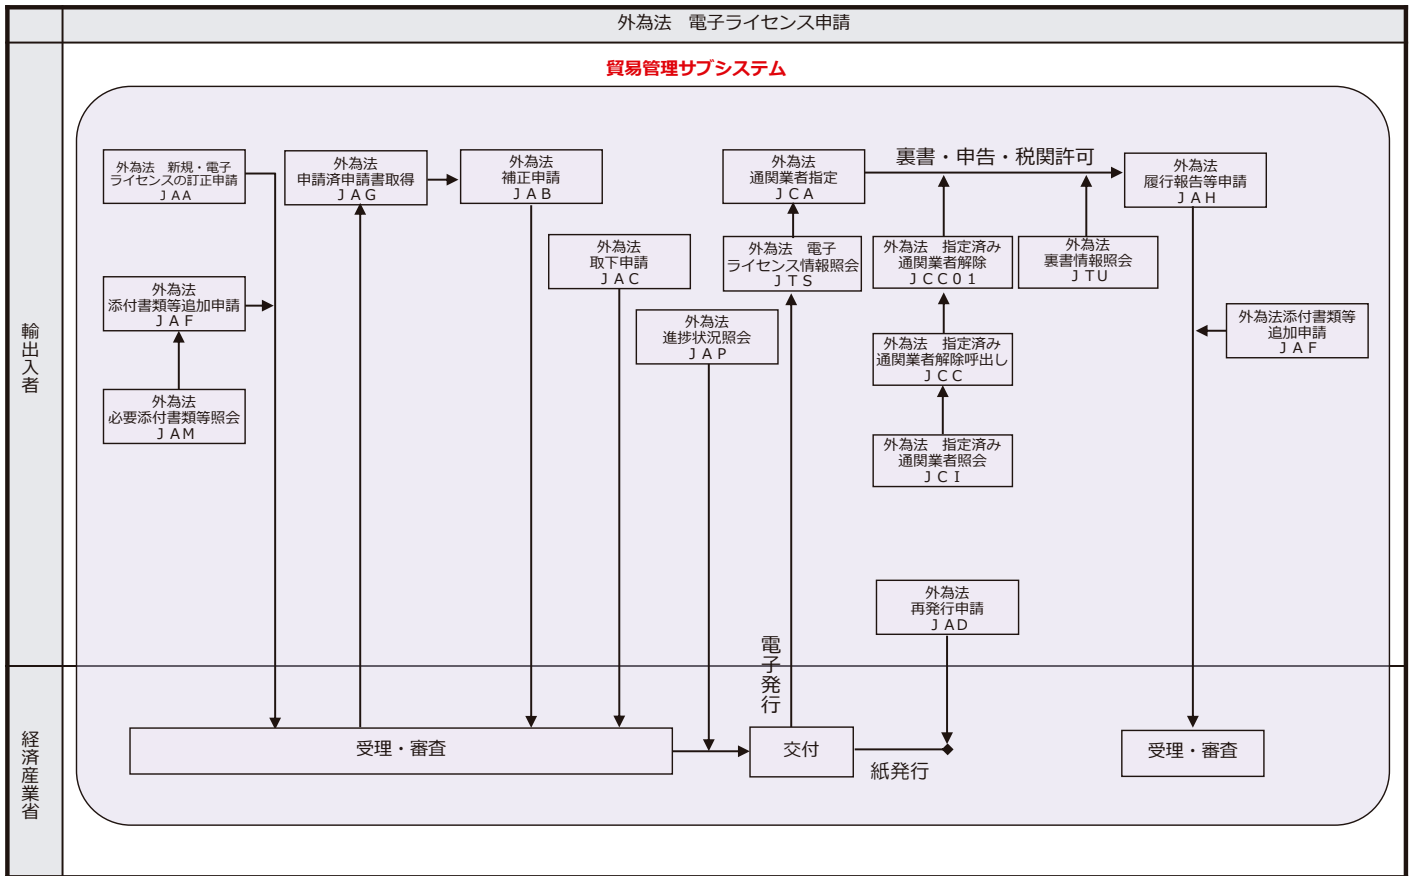 外為法　電子ライセンス申請
貿易管理サブシステム
輸出入者
外為法　新規・電子
ライセンスの訂正申請
ＪＡＡ
外為法
申請済申請書取得
ＪＡＧ
外為法
補正申請
ＪＡＢ
外為法
通関業者指定
ＪＣＡ
裏書・申告・税関許可
外為法
履行報告等申請
ＪＡＨ
外為法
取下申請
ＪＡＣ
外為法　電子
ライセンス情報照会
ＪＴＳ
外為法　指定済み
通関業者解除
ＪＣＣ０１
外為法
裏書情報照会
ＪＴＵ
外為法
添付書類等追加申請
ＪＡＦ
外為法
進捗状況照会
ＪＡＰ
外為法　指定済み
通関業者解除呼出し
ＪＣＣ
外為法添付書類等
追加申請
ＪＡＦ
外為法
必要添付書類等照会
ＪＡＭ
外為法　指定済み
通関業者照会
ＪＣＩ
外為法
再発行申請
ＪＡＤ
電子発行
経済産業省
受理・審査
交付
紙発行
受理・審査